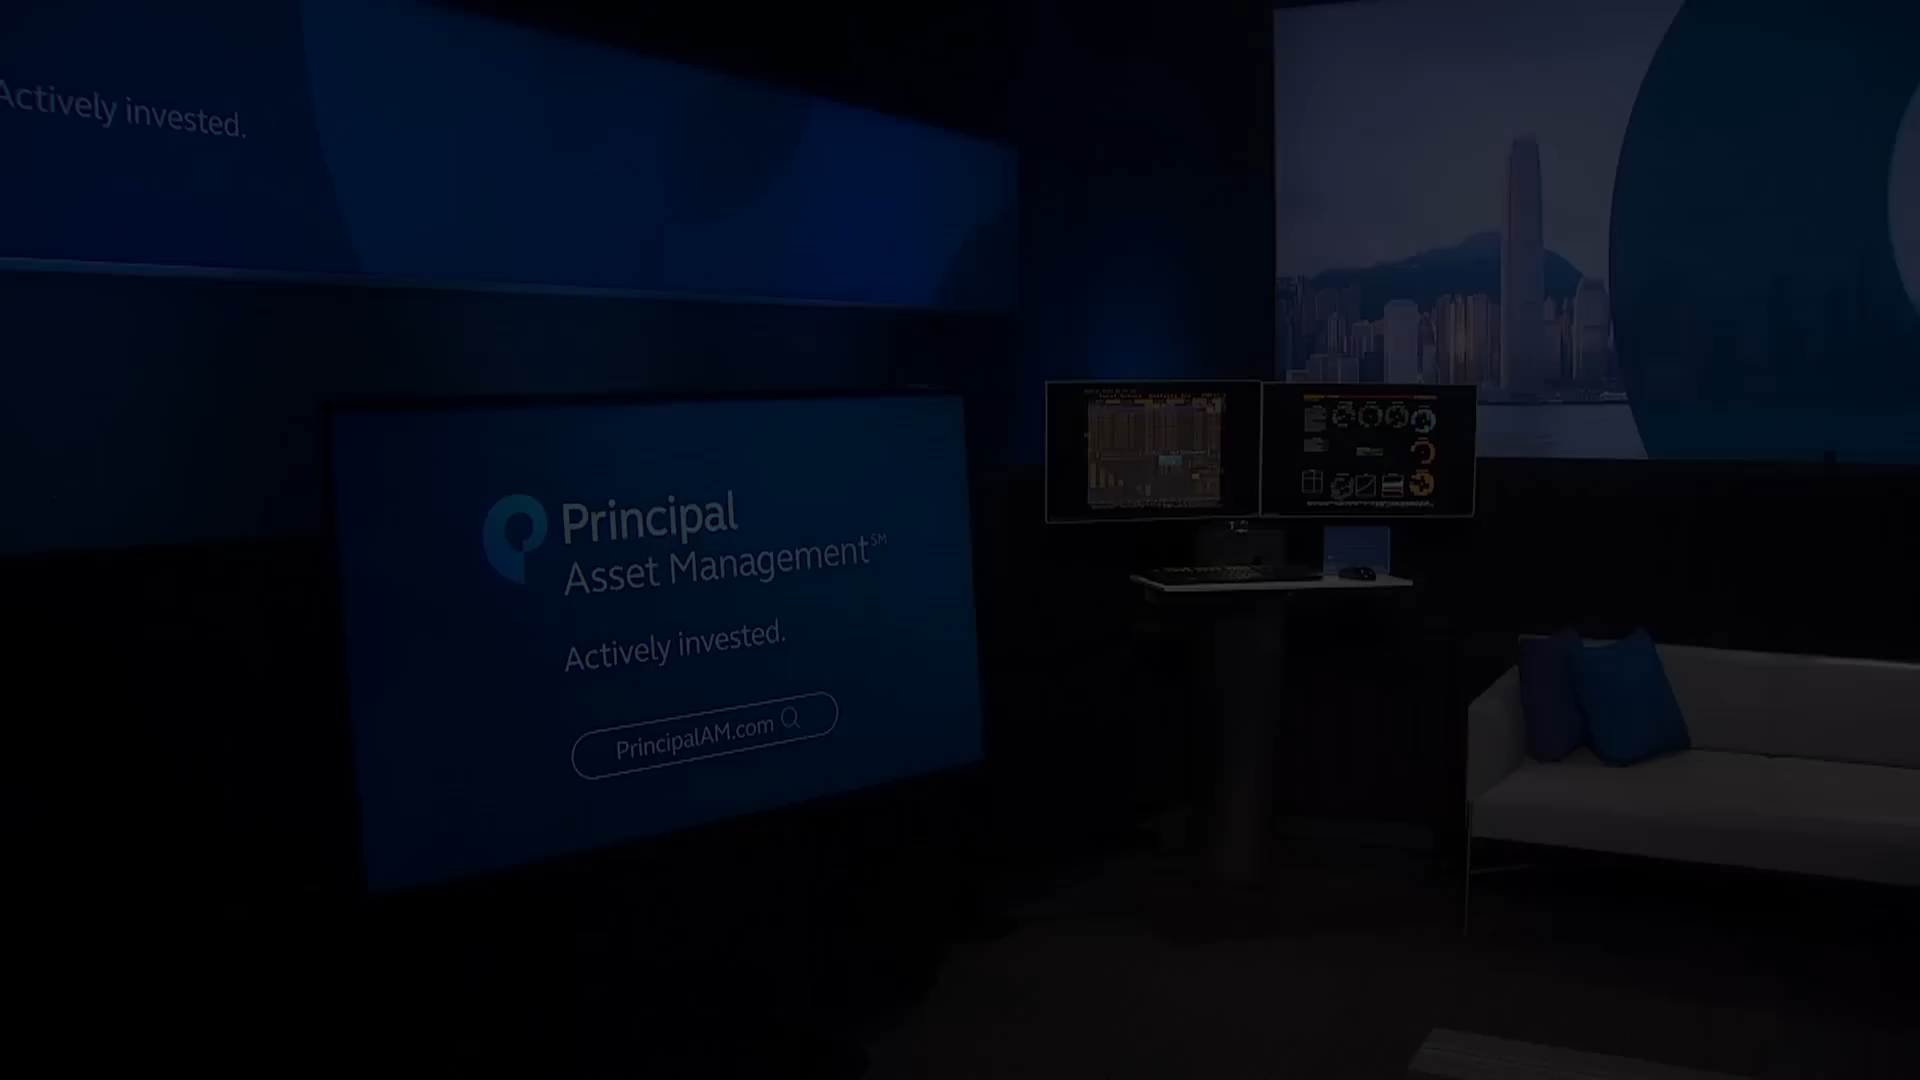 Actively invested.
Principal
Asset Management℠
Actively invested.
PrincipalAM.com